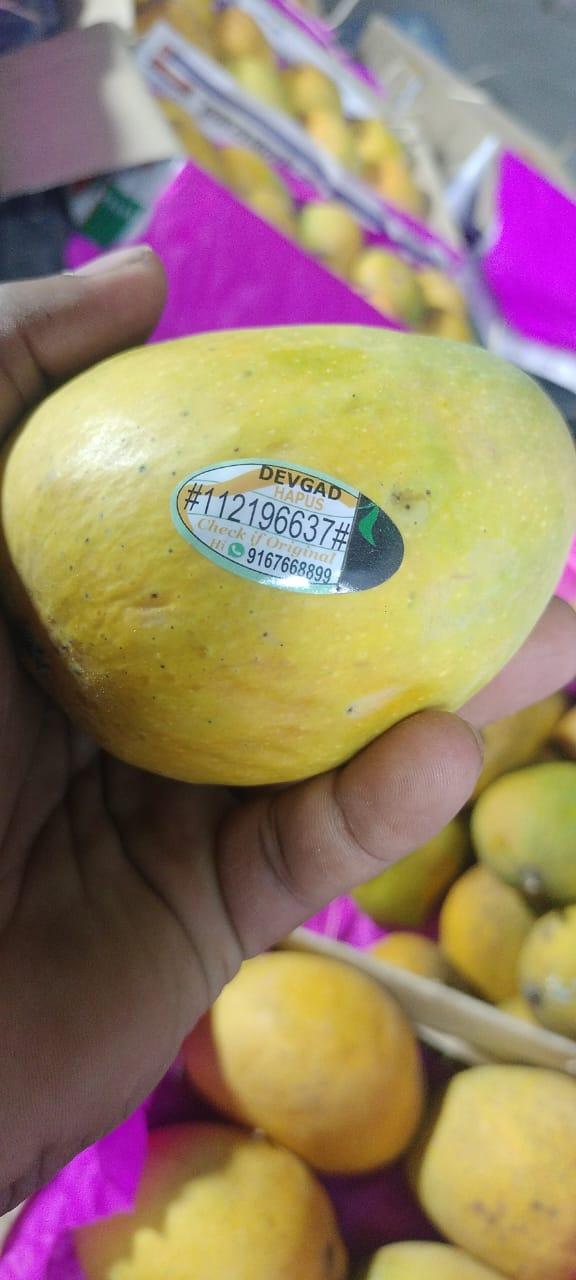 DEVGAD
HAPUS
#112196637#
Check if Original
Hi 9167668899